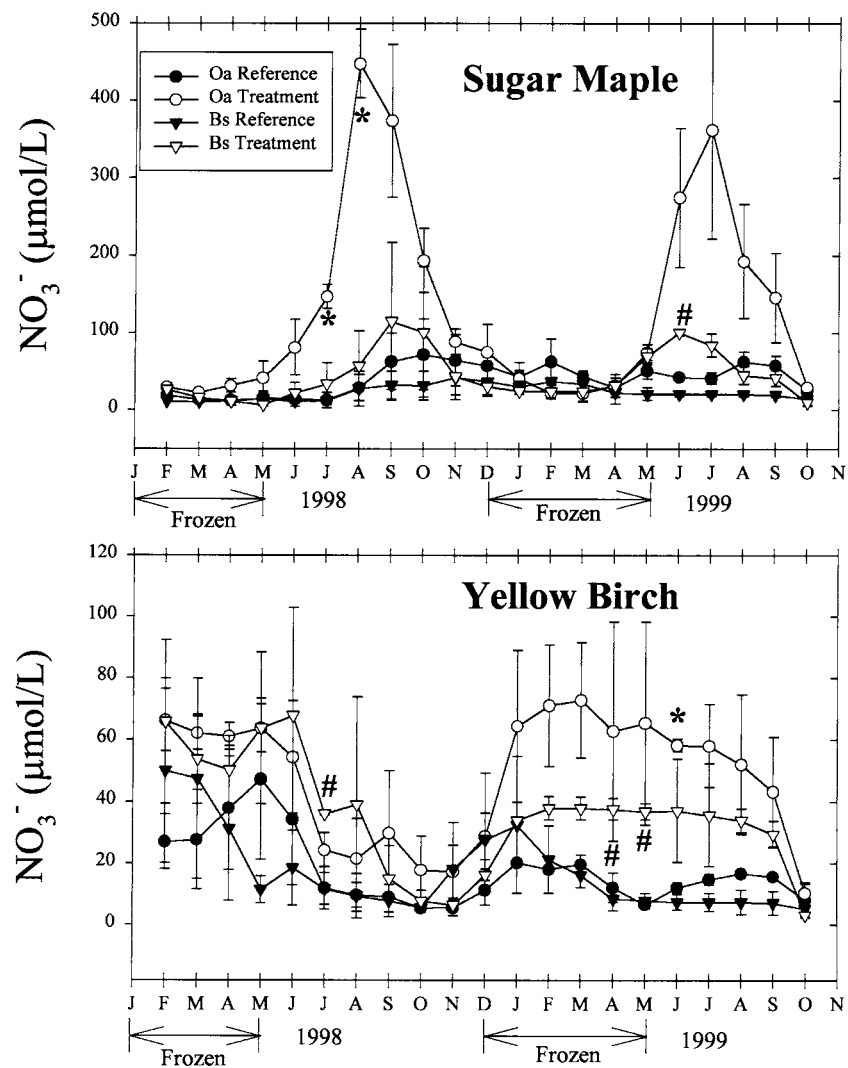 Sugar Maple
Oa Reference
Oa Treatment
Bs Reference
Bs Treatment
NO₃⁻ (μmol/L)
500
400
300
200
100
0
*
*
#
J F M A M J J A S O N D J F M A M J J A S O N
Frozen
1998
Frozen
1999
Yellow Birch
NO₃⁻ (μmol/L)
120
100
80
60
40
20
0
#
#
#
*
J F M A M J J A S O N D J F M A M J J A S O N
Frozen
1998
Frozen
1999